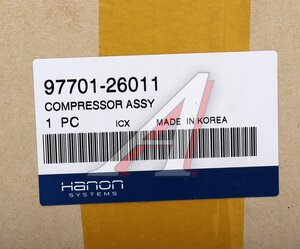 97701-26011
COMPRESSOR ASSY
1 PC ICX MADE IN KOREA
Hanon
SYSTEMS